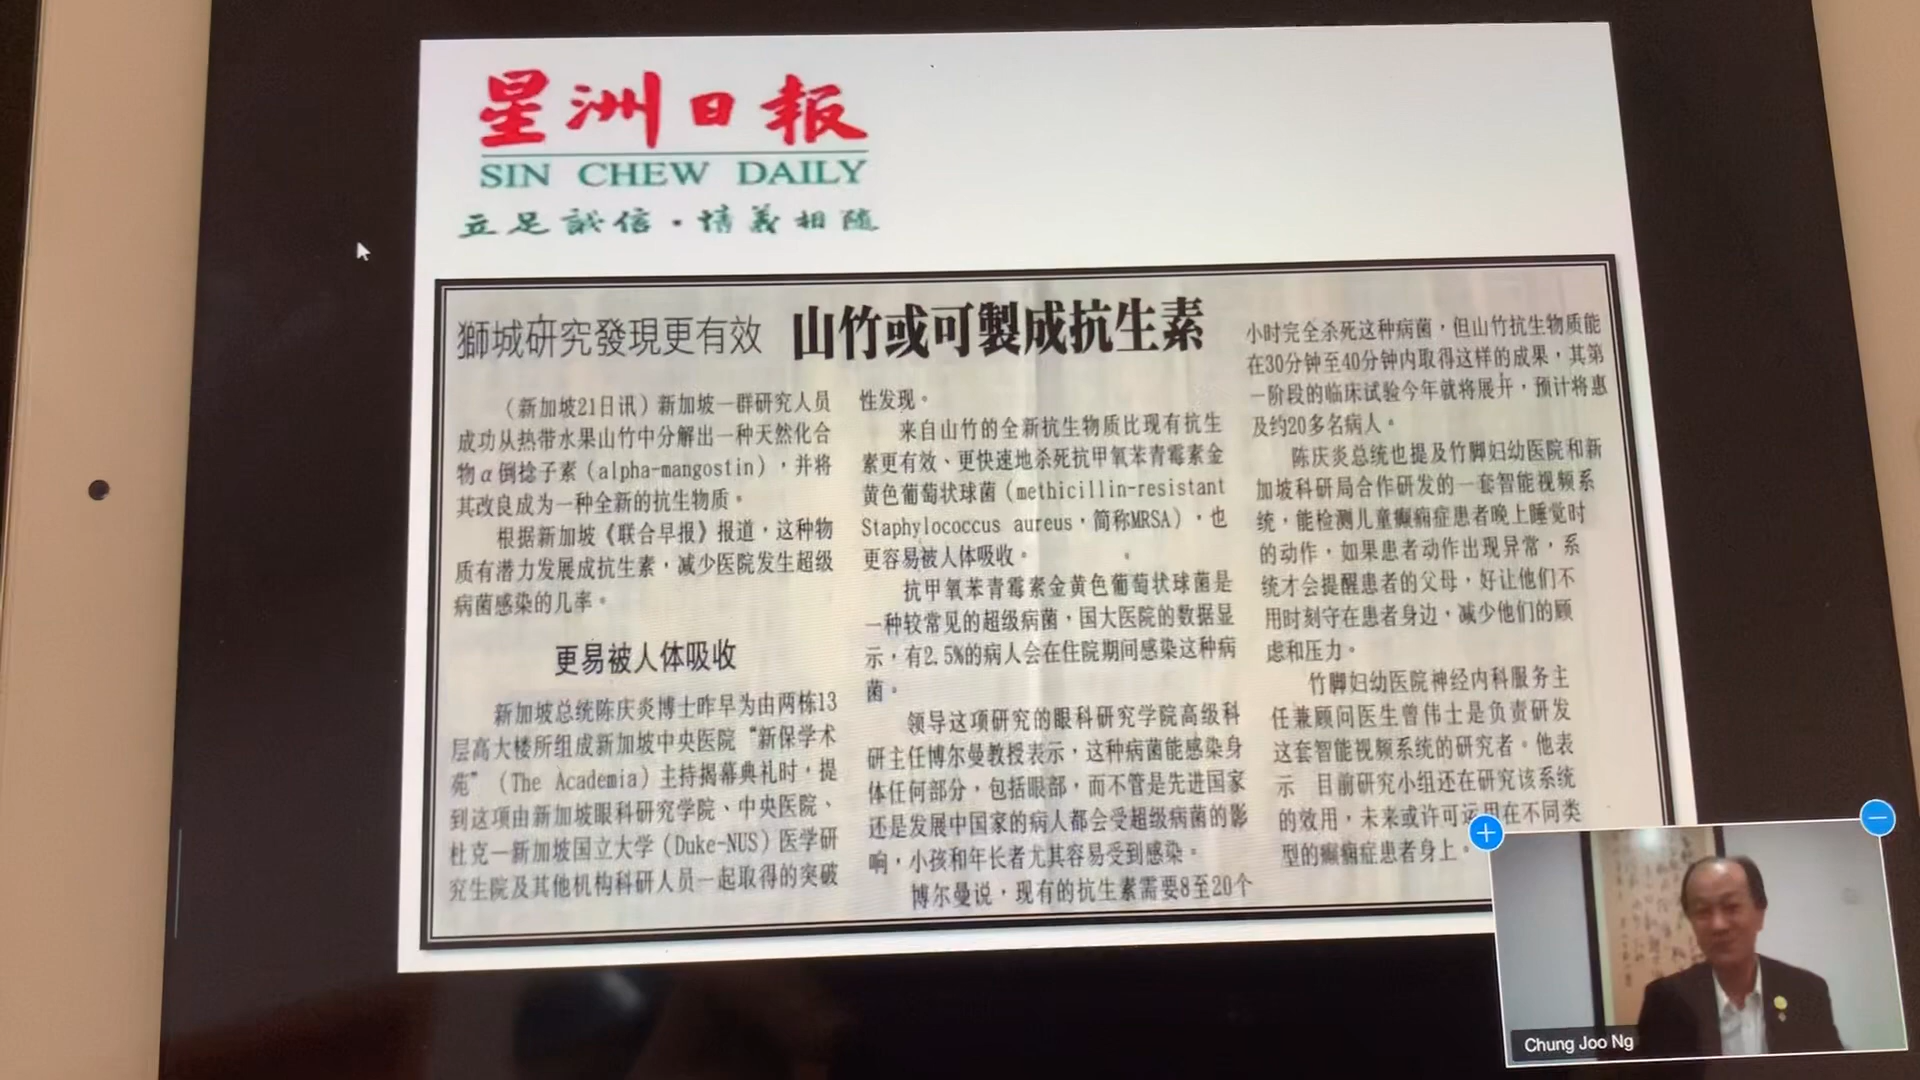 星洲日報
SIN CHEW DAILY
立足誠信·情義相隨
獅城研究發現更有效 山竹或可製成抗生素
（新加坡21日讯）新加坡一群研究人员
成功从热带水果山竹中分解出一种天然化合
物α倒捻子素（alpha-mangostin），并将
其改良成为一种全新的抗生物质。
根据新加坡《联合早报》报道，这种物
质有潜力发展成抗生素，减少医院发生超级
病菌感染的几率。
更易被人体吸收
新加坡总统陈庆炎博士昨早为由两栋13
层高大楼所组成新加坡中央医院“新保学术
苑”（The Academia）主持揭幕典礼时，提
到这项由新加坡眼科研究学院、中央医院、
杜克—新加坡国立大学（Duke-NUS）医学研
究生院及其他机构科研人员一起取得的突破
性发现。
来自山竹的全新抗生物质比现有抗生
素更有效、更快速地杀死抗甲氧苯青霉素金
黄色葡萄状球菌（methicillin-resistant
Staphylococcus aureus，简称MRSA），也
更容易被人体吸收。
抗甲氧苯青霉素金黄色葡萄状球菌是
一种较常见的超级病菌，国大医院的数据显
示，有2.5%的病人会在住院期间感染这种病
菌。
领导这项研究的眼科研究学院高级科
研主任博尔曼教授表示，这种病菌能感染身
体任何部分，包括眼部，而不管是先进国家
还是发展中国家的病人都会受超级病菌的影
响，小孩和年长者尤其容易受到感染。
博尔曼说，现有的抗生素需要8至20个
小时完全杀死这种病菌，但山竹抗生物质能
在30分钟至40分钟内取得这样的成果，其第
一阶段的临床试验今年就将展开，预计将惠
及约20多名病人。
陈庆炎总统也提及竹脚妇幼医院和新
加坡科研局合作研发的一套智能视频系
统，能检测儿童癫痫症患者晚上睡觉时
的动作，如果患者动作出现异常，系
统才会提醒患者的父母，好让他们不
用时刻守在患者身边，减少他们的顾
虑和压力。
竹脚妇幼医院神经内科服务主
任兼顾问医生曾伟士是负责研发
这套智能视频系统的研究者。他表
示 目前研究小组还在研究该系统
的效用，未来或许可运用在不同类
型的癫痫症患者身上。
Chung Joo Ng